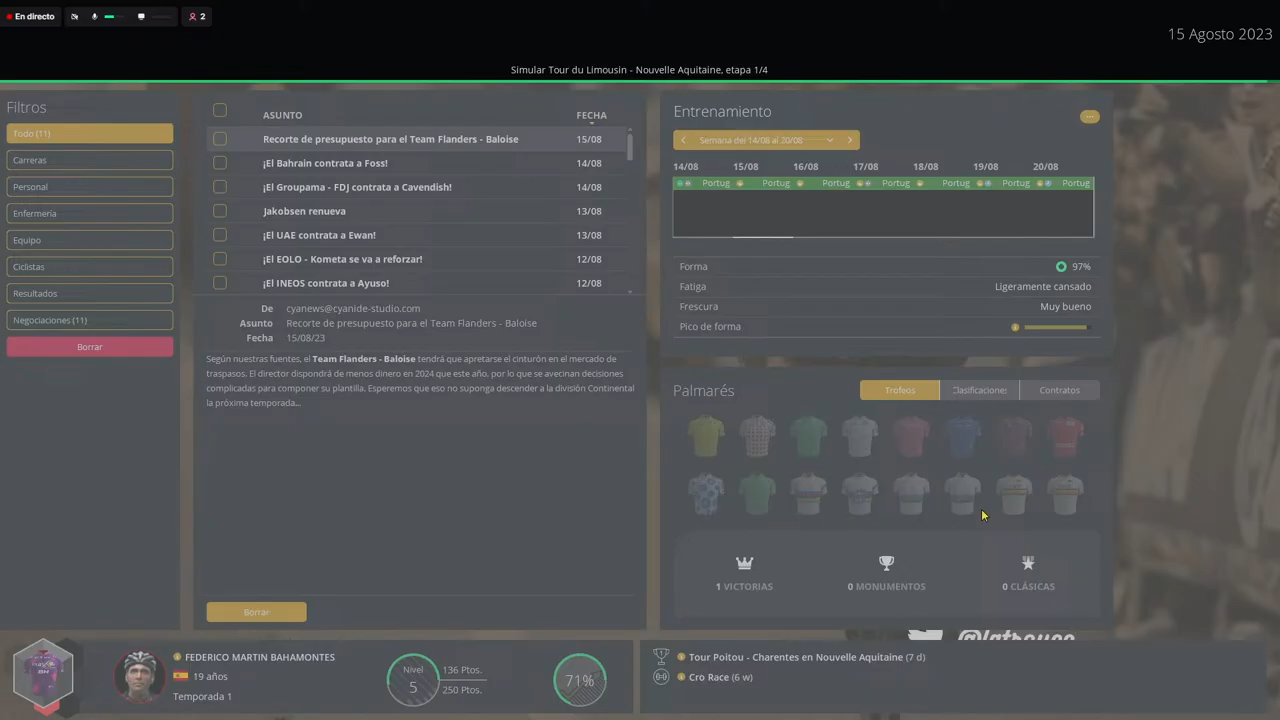 En directo
2
15 Agosto 2023
Simular Tour du Limousin - Nouvelle Aquitaine, etapa 1/4
Filtros
Todo (11)
Carreras
Personal
Enfermería
Equipo
Ciclistas
Resultados
Negociaciones (11)
Borrar
ASUNTO FECHA
Recorte de presupuesto para el Team Flanders - Baloise 15/08
¡El Bahrain contrata a Foss! 14/08
¡El Groupama - FDJ contrata a Cavendish! 14/08
Jakobsen renueva 13/08
¡El UAE contrata a Ewan! 13/08
¡El EOLO - Kometa se va a reforzar! 12/08
¡El INEOS contrata a Ayuso! 12/08
De cyanews@cyanide-studio.com
Asunto Recorte de presupuesto para el Team Flanders - Baloise
Fecha 15/08/23
Según nuestras fuentes, el Team Flanders - Baloise tendrá que apretarse el cinturón en el mercado de
traspasos. El director dispondrá de menos dinero en 2024 que este año, por lo que se avecinan decisiones
complicadas para componer su plantilla. Esperemos que eso no suponga descender a la división Continental
la próxima temporada...
Borrar
Entrenamiento
...
Semana del 14/08 al 20/08
14/08 15/08 16/08 17/08 18/08 19/08 20/08
Portug Portug Portug Portug Portug Portug Portug
Forma 97%
Fatiga Ligeramente cansado
Frescura Muy bueno
Pico de forma
Palmarés
Trofeos Clasificaciones Contratos
1 VICTORIAS 0 MONUMENTOS 0 CLÁSICAS
FEDERICO MARTIN BAHAMONTES
19 años
Temporada 1
Nivel
5
136 Ptos.
250 Ptos.
71%
Tour Poitou - Charentes en Nouvelle Aquitaine (7 d)
Cro Race (6 w)